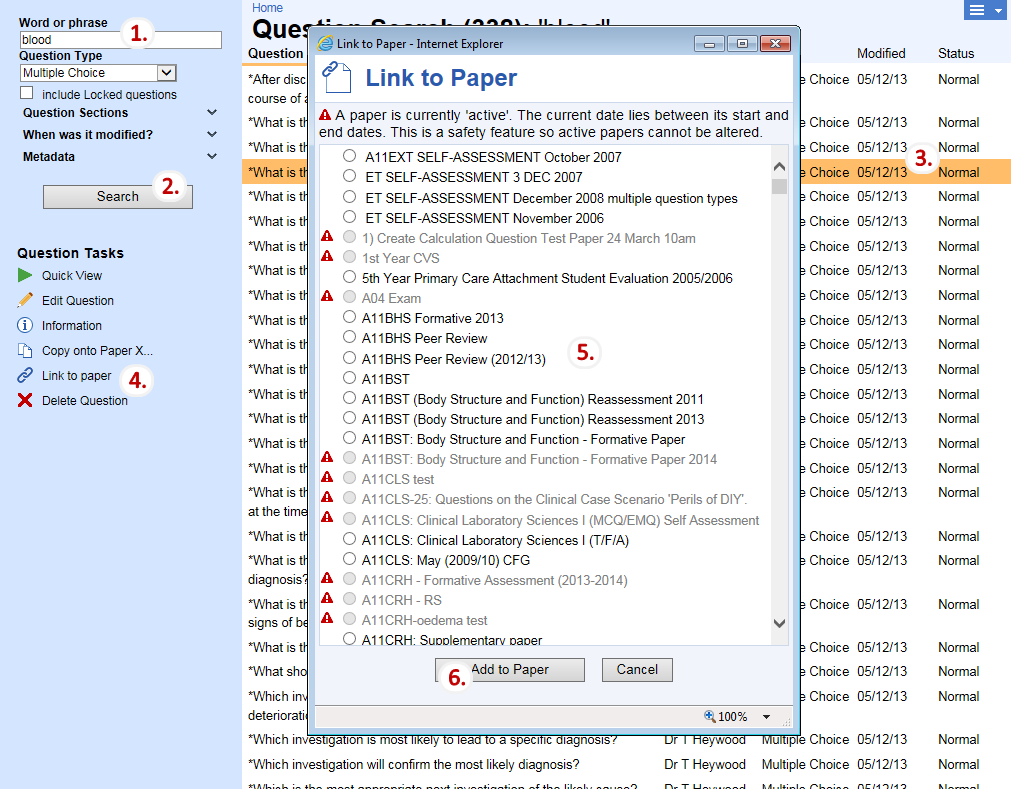 Word or phrase
blood
1.
Question Type
Multiple Choice
include Locked questions
Question Sections
When was it modified?
Metadata
Search
2.
Question Tasks
Quick View
Edit Question
Information
Copy onto Paper X...
Link to paper
4.
Delete Question
Home
Question Search (328): "blood"
Question
Modified
Status
*After disc
e Choice 05/12/13 Normal
course of a
*What is th
e Choice 05/12/13 Normal
*What is th
e Choice 05/12/13 Normal
3.
*What is th
e Choice 05/12/13 Normal
*What is th
e Choice 05/12/13 Normal
*What is th
e Choice 05/12/13 Normal
*What is th
e Choice 05/12/13 Normal
*What is th
e Choice 05/12/13 Normal
*What is th
e Choice 05/12/13 Normal
*What is th
e Choice 05/12/13 Normal
*What is th
e Choice 05/12/13 Normal
*What is th
e Choice 05/12/13 Normal
*What is th
e Choice 05/12/13 Normal
*What is th
e Choice 05/12/13 Normal
*What is th
e Choice 05/12/13 Normal
*What is th
e Choice 05/12/13 Normal
*What is th
e Choice 05/12/13 Normal
at the time
*What is th
e Choice 05/12/13 Normal
*What is th
e Choice 05/12/13 Normal
diagnosis?
*What is th
e Choice 05/12/13 Normal
signs of be
*What is th
e Choice 05/12/13 Normal
*What sho
e Choice 05/12/13 Normal
*Which inv
e Choice 05/12/13 Normal
deterioratio
*Which investigation is most likely to lead to a specific diagnosis? Dr T Heywood Multiple Choice 05/12/13 Normal
*Which investigation will confirm the most likely diagnosis? Dr T Heywood Multiple Choice 05/12/13 Normal
*Which is the most appropriate next investigation of the likely cause? Dr T Heywood Multiple Choice 05/12/13 Normal
Link to Paper - Internet Explorer
Link to Paper
A paper is currently 'active'. The current date lies between its start and
end dates. This is a safety feature so active papers cannot be altered.
A11EXT SELF-ASSESSMENT October 2007
ET SELF-ASSESSMENT 3 DEC 2007
ET SELF-ASSESSMENT December 2008 multiple question types
ET SELF-ASSESSMENT November 2006
1) Create Calculation Question Test Paper 24 March 10am
1st Year CVS
5th Year Primary Care Attachment Student Evaluation 2005/2006
A04 Exam
A11BHS Formative 2013
A11BHS Peer Review
A11BHS Peer Review (2012/13)
5.
A11BST
A11BST (Body Structure and Function) Reassessment 2011
A11BST (Body Structure and Function) Reassessment 2013
A11BST: Body Structure and Function - Formative Paper
A11BST: Body Structure and Function - Formative Paper 2014
A11CLS test
A11CLS-25: Questions on the Clinical Case Scenario 'Perils of DIY'.
A11CLS: Clinical Laboratory Sciences I (MCQ/EMQ) Self Assessment
A11CLS: Clinical Laboratory Sciences I (T/F/A)
A11CLS: May (2009/10) CFG
A11CRH - Formative Assessment (2013-2014)
A11CRH - RS
A11CRH-oedema test
A11CRH: Supplementary paper
6.
Add to Paper
Cancel
100%